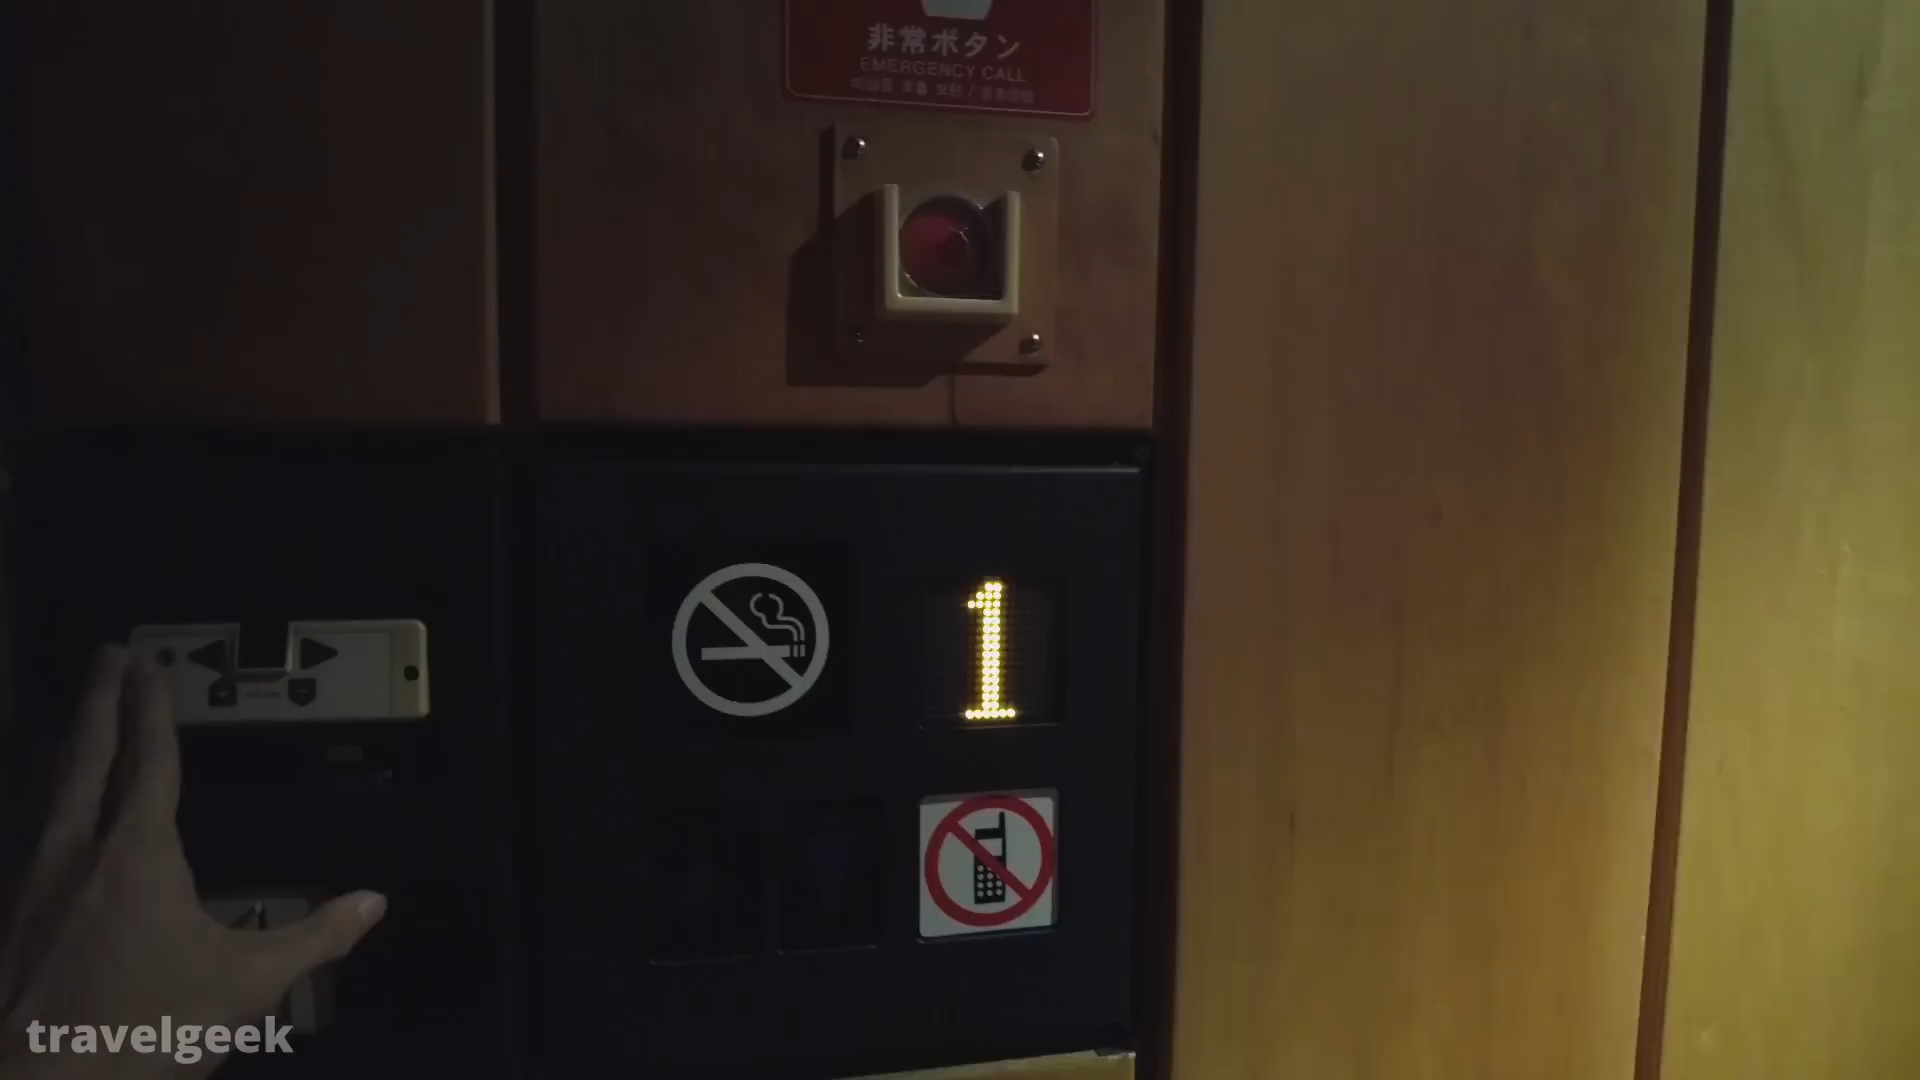 非常ボタン
EMERGENCY CALL
1
travelgeek